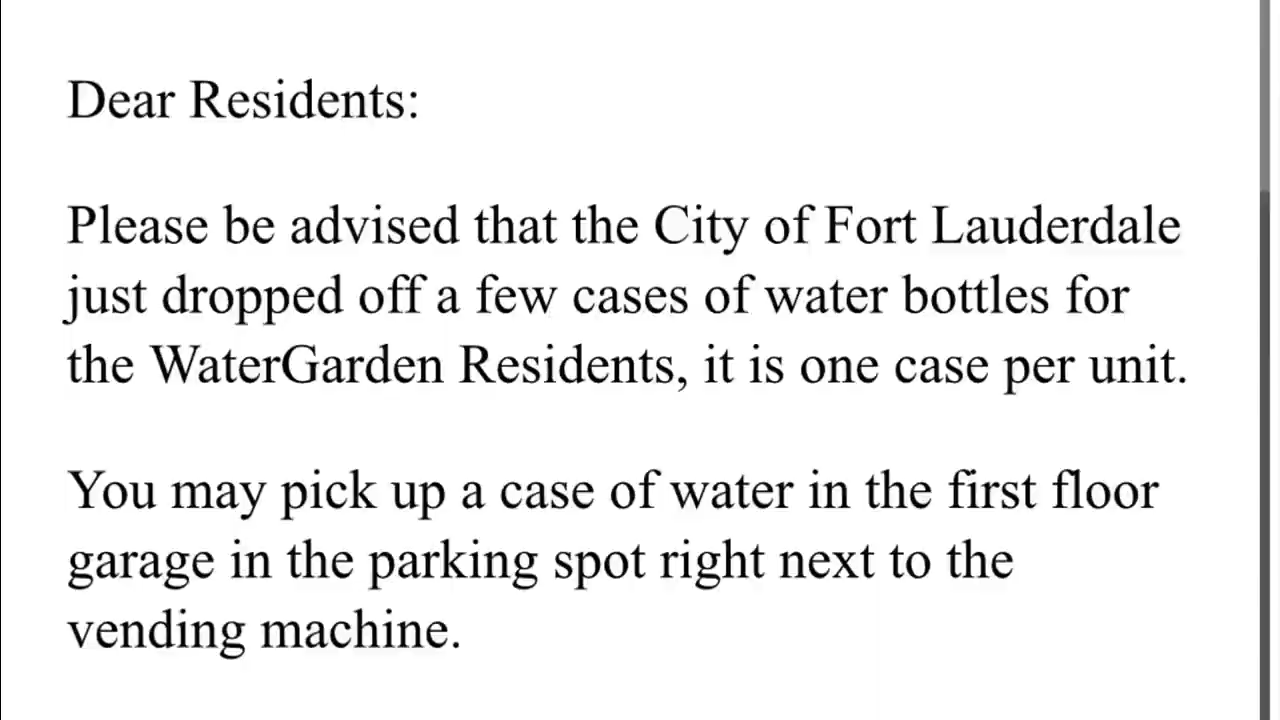 Dear Residents:
Please be advised that the City of Fort Lauderdale
just dropped off a few cases of water bottles for
the WaterGarden Residents, it is one case per unit.
You may pick up a case of water in the first floor
garage in the parking spot right next to the
vending machine.